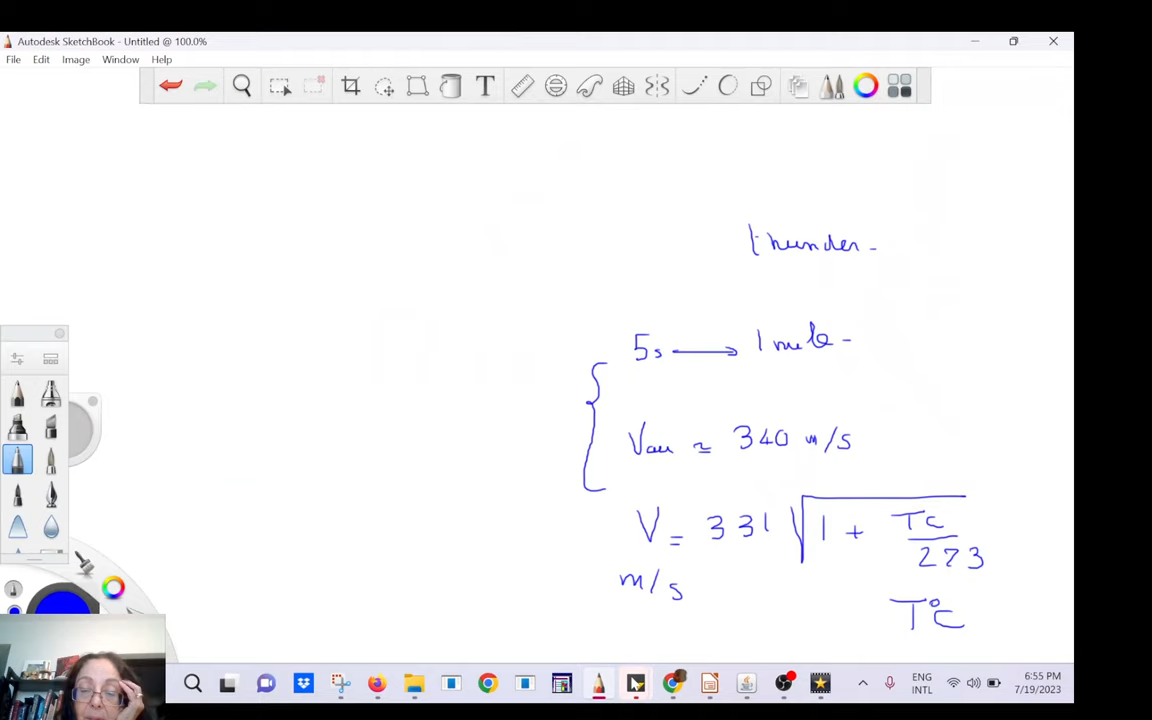 Autodesk SketchBook - Untitled @ 100.0%
File Edit Image Window Help
thunder -
5s → 1 mile -
V ≈ 340 m/s
V = 331 √1 + TC/273
m/s
T°C
ENG
INTL
6:55 PM
7/19/2023